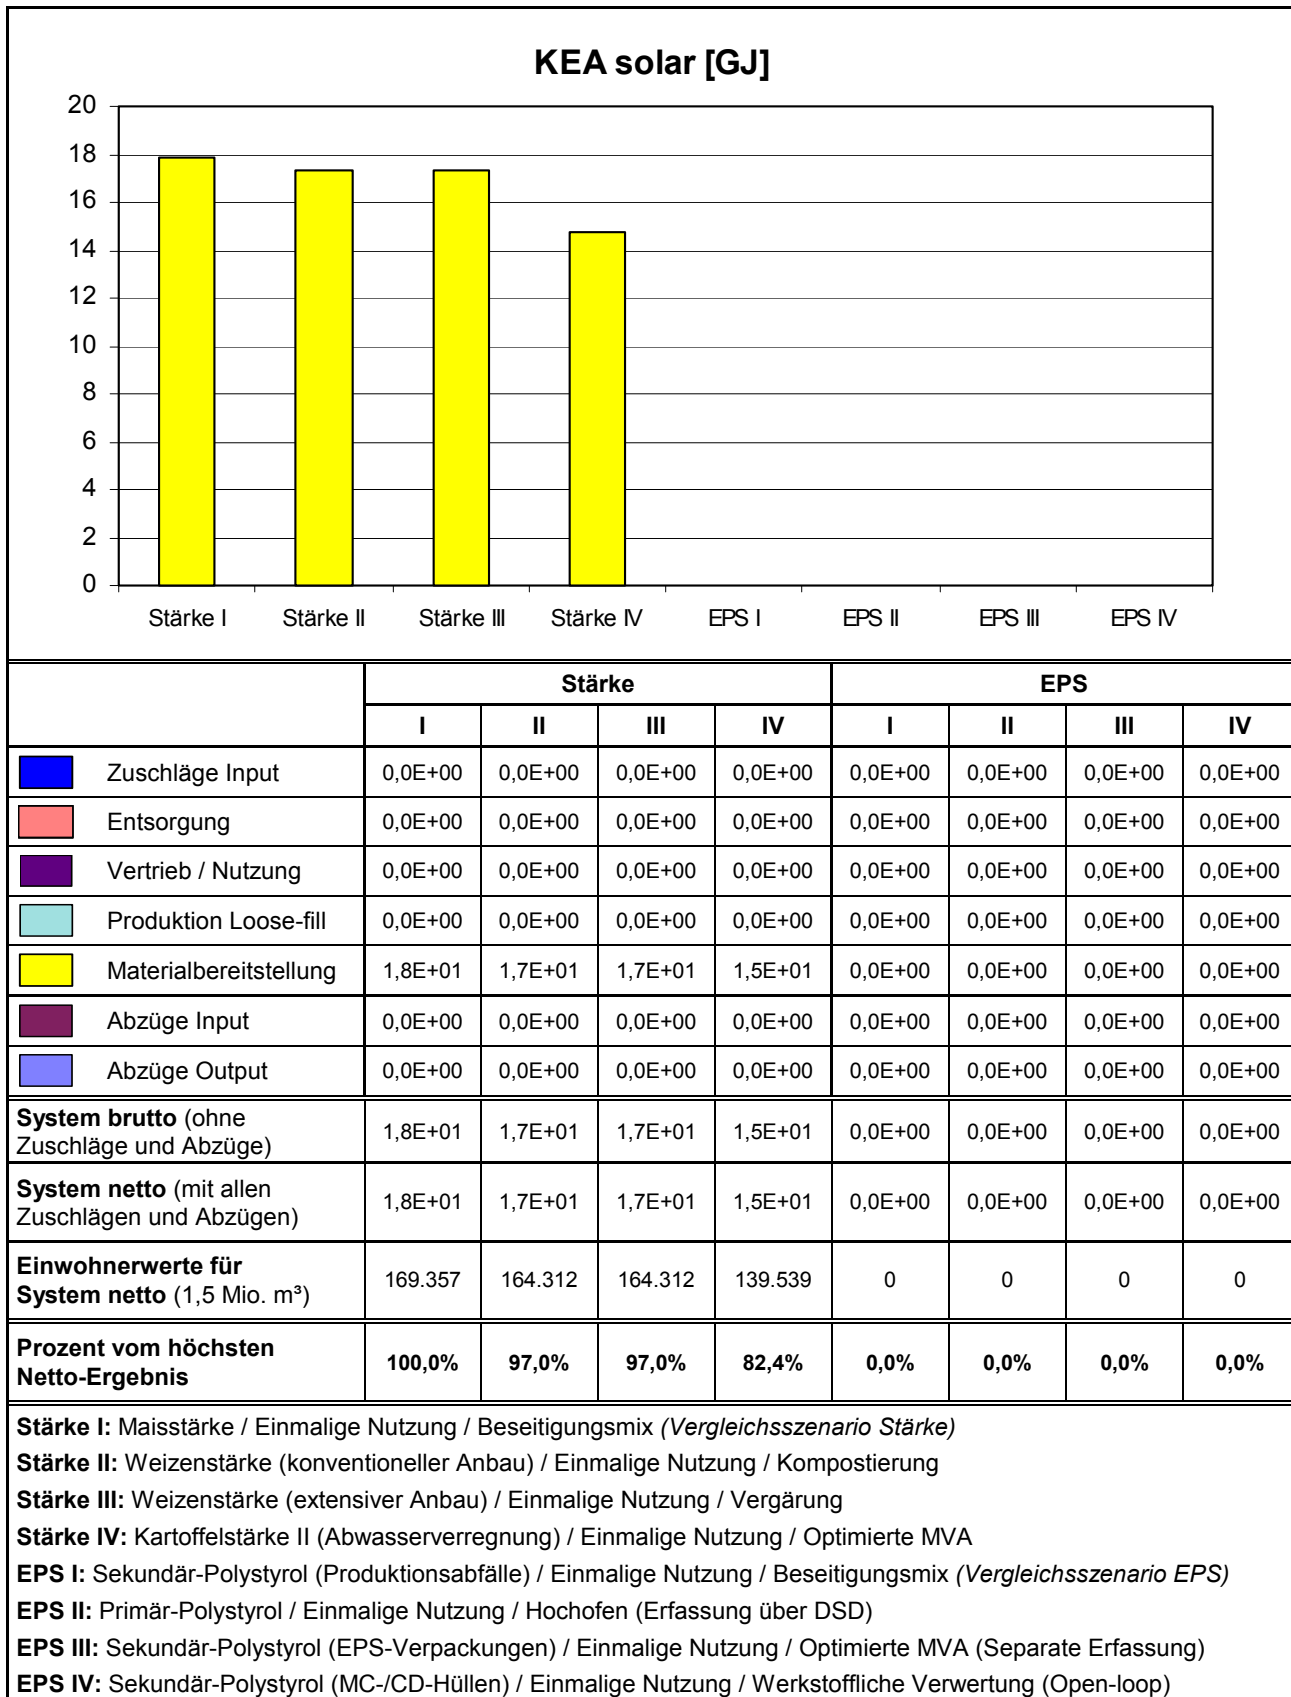 KEA solar [GJ]
20
18
16
14
12
10
8
6
4
2
0
Stärke I Stärke II Stärke III Stärke IV EPS I EPS II EPS III EPS IV
Stärke EPS
I II III IV I II III IV
Zuschläge Input 0,0E+00 0,0E+00 0,0E+00 0,0E+00 0,0E+00 0,0E+00 0,0E+00 0,0E+00
Entsorgung 0,0E+00 0,0E+00 0,0E+00 0,0E+00 0,0E+00 0,0E+00 0,0E+00 0,0E+00
Vertrieb / Nutzung 0,0E+00 0,0E+00 0,0E+00 0,0E+00 0,0E+00 0,0E+00 0,0E+00 0,0E+00
Produktion Loose-fill 0,0E+00 0,0E+00 0,0E+00 0,0E+00 0,0E+00 0,0E+00 0,0E+00 0,0E+00
Materialbereitstellung 1,8E+01 1,7E+01 1,7E+01 1,5E+01 0,0E+00 0,0E+00 0,0E+00 0,0E+00
Abzüge Input 0,0E+00 0,0E+00 0,0E+00 0,0E+00 0,0E+00 0,0E+00 0,0E+00 0,0E+00
Abzüge Output 0,0E+00 0,0E+00 0,0E+00 0,0E+00 0,0E+00 0,0E+00 0,0E+00 0,0E+00
System brutto (ohne
Zuschläge und Abzüge) 1,8E+01 1,7E+01 1,7E+01 1,5E+01 0,0E+00 0,0E+00 0,0E+00 0,0E+00
System netto (mit allen
Zuschlägen und Abzügen) 1,8E+01 1,7E+01 1,7E+01 1,5E+01 0,0E+00 0,0E+00 0,0E+00 0,0E+00
Einwohnerwerte für
System netto (1,5 Mio. m³) 169.357 164.312 164.312 139.539 0 0 0 0
Prozent vom höchsten
Netto-Ergebnis 100,0% 97,0% 97,0% 82,4% 0,0% 0,0% 0,0% 0,0%
Stärke I: Maisstärke / Einmalige Nutzung / Beseitigungsmix (Vergleichsszenario Stärke)
Stärke II: Weizenstärke (konventioneller Anbau) / Einmalige Nutzung / Kompostierung
Stärke III: Weizenstärke (extensiver Anbau) / Einmalige Nutzung / Vergärung
Stärke IV: Kartoffelstärke II (Abwasserverregnung) / Einmalige Nutzung / Optimierte MVA
EPS I: Sekundär-Polystyrol (Produktionsabfälle) / Einmalige Nutzung / Beseitigungsmix (Vergleichsszenario EPS)
EPS II: Primär-Polystyrol / Einmalige Nutzung / Hochofen (Erfassung über DSD)
EPS III: Sekundär-Polystyrol (EPS-Verpackungen) / Einmalige Nutzung / Optimierte MVA (Separate Erfassung)
EPS IV: Sekundär-Polystyrol (MC-/CD-Hüllen) / Einmalige Nutzung / Werkstoffliche Verwertung (Open-loop)